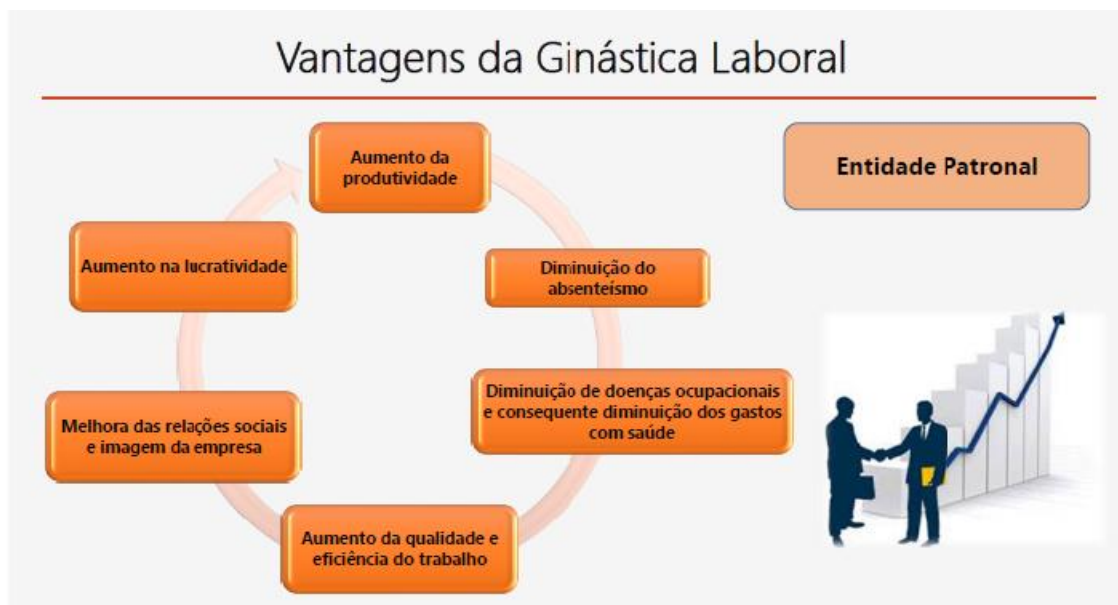 Vantagens da Ginástica Laboral
Entidade Patronal
Aumento da
produtividade
Diminuição do
absenteísmo
Diminuição de doenças ocupacionais
e consequente diminuição dos gastos
com saúde
Aumento da qualidade e
eficiência do trabalho
Melhora das relações sociais
e imagem da empresa
Aumento na lucratividade